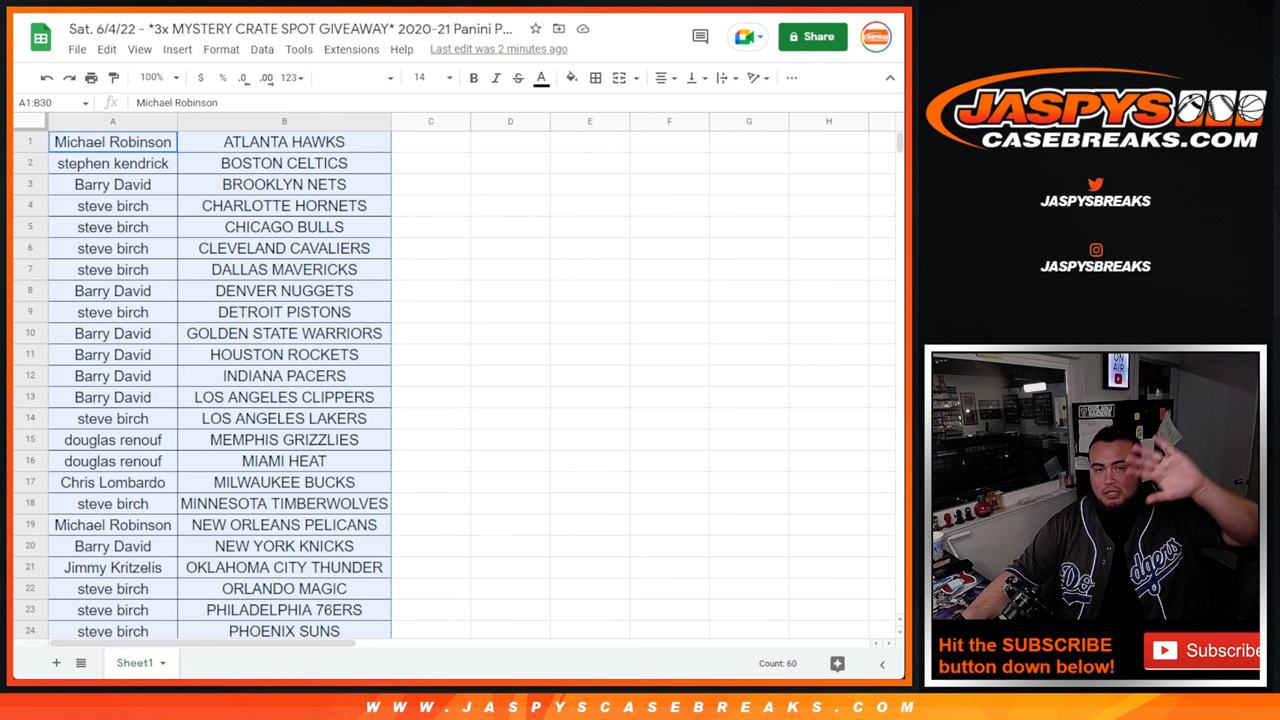 Sat. 6/4/22 - *3x MYSTERY CRATE SPOT GIVEAWAY* 2020-21 Panini P...
File Edit View Insert Format Data Tools Extensions Help Last edit was 2 minutes ago
Share
100% $ % .0 .00 123 14 B I S A
A1:B30 fx Michael Robinson
A B C D E F G H
1 Michael Robinson ATLANTA HAWKS
2 stephen kendrick BOSTON CELTICS
3 Barry David BROOKLYN NETS
4 steve birch CHARLOTTE HORNETS
5 steve birch CHICAGO BULLS
6 steve birch CLEVELAND CAVALIERS
7 steve birch DALLAS MAVERICKS
8 Barry David DENVER NUGGETS
9 steve birch DETROIT PISTONS
10 Barry David GOLDEN STATE WARRIORS
11 Barry David HOUSTON ROCKETS
12 Barry David INDIANA PACERS
13 Barry David LOS ANGELES CLIPPERS
14 steve birch LOS ANGELES LAKERS
15 douglas renouf MEMPHIS GRIZZLIES
16 douglas renouf MIAMI HEAT
17 Chris Lombardo MILWAUKEE BUCKS
18 steve birch MINNESOTA TIMBERWOLVES
19 Michael Robinson NEW ORLEANS PELICANS
20 Barry David NEW YORK KNICKS
21 Jimmy Kritzelis OKLAHOMA CITY THUNDER
22 steve birch ORLANDO MAGIC
23 steve birch PHILADELPHIA 76ERS
24 steve birch PHOENIX SUNS
Sheet1
Count: 60
JASPYS
CASEBREAKS.COM
JASPYSBREAKS
JASPYSBREAKS
ON
AIR
Dodgers
Hit the SUBSCRIBE
button down below!
Subscribe
WWW.JASPYSCASEBREAKS.COM